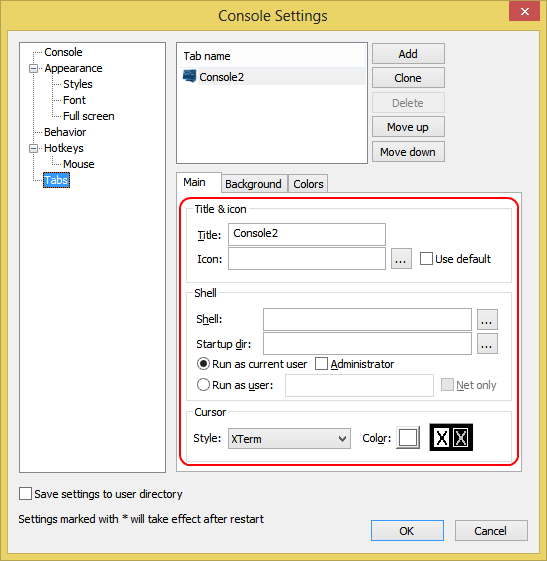 Console Settings
Console
Appearance
Styles
Font
Full screen
Behavior
Hotkeys
Mouse
Tabs
Tab name
Console2
Add
Clone
Delete
Move up
Move down
Main Background Colors
Title & icon
Title: Console2
Icon: ... Use default
Shell
Shell: ...
Startup dir: ...
Run as current user Administrator
Run as user: Net only
Cursor
Style: XTerm Color: X X
Save settings to user directory
Settings marked with * will take effect after restart
OK Cancel